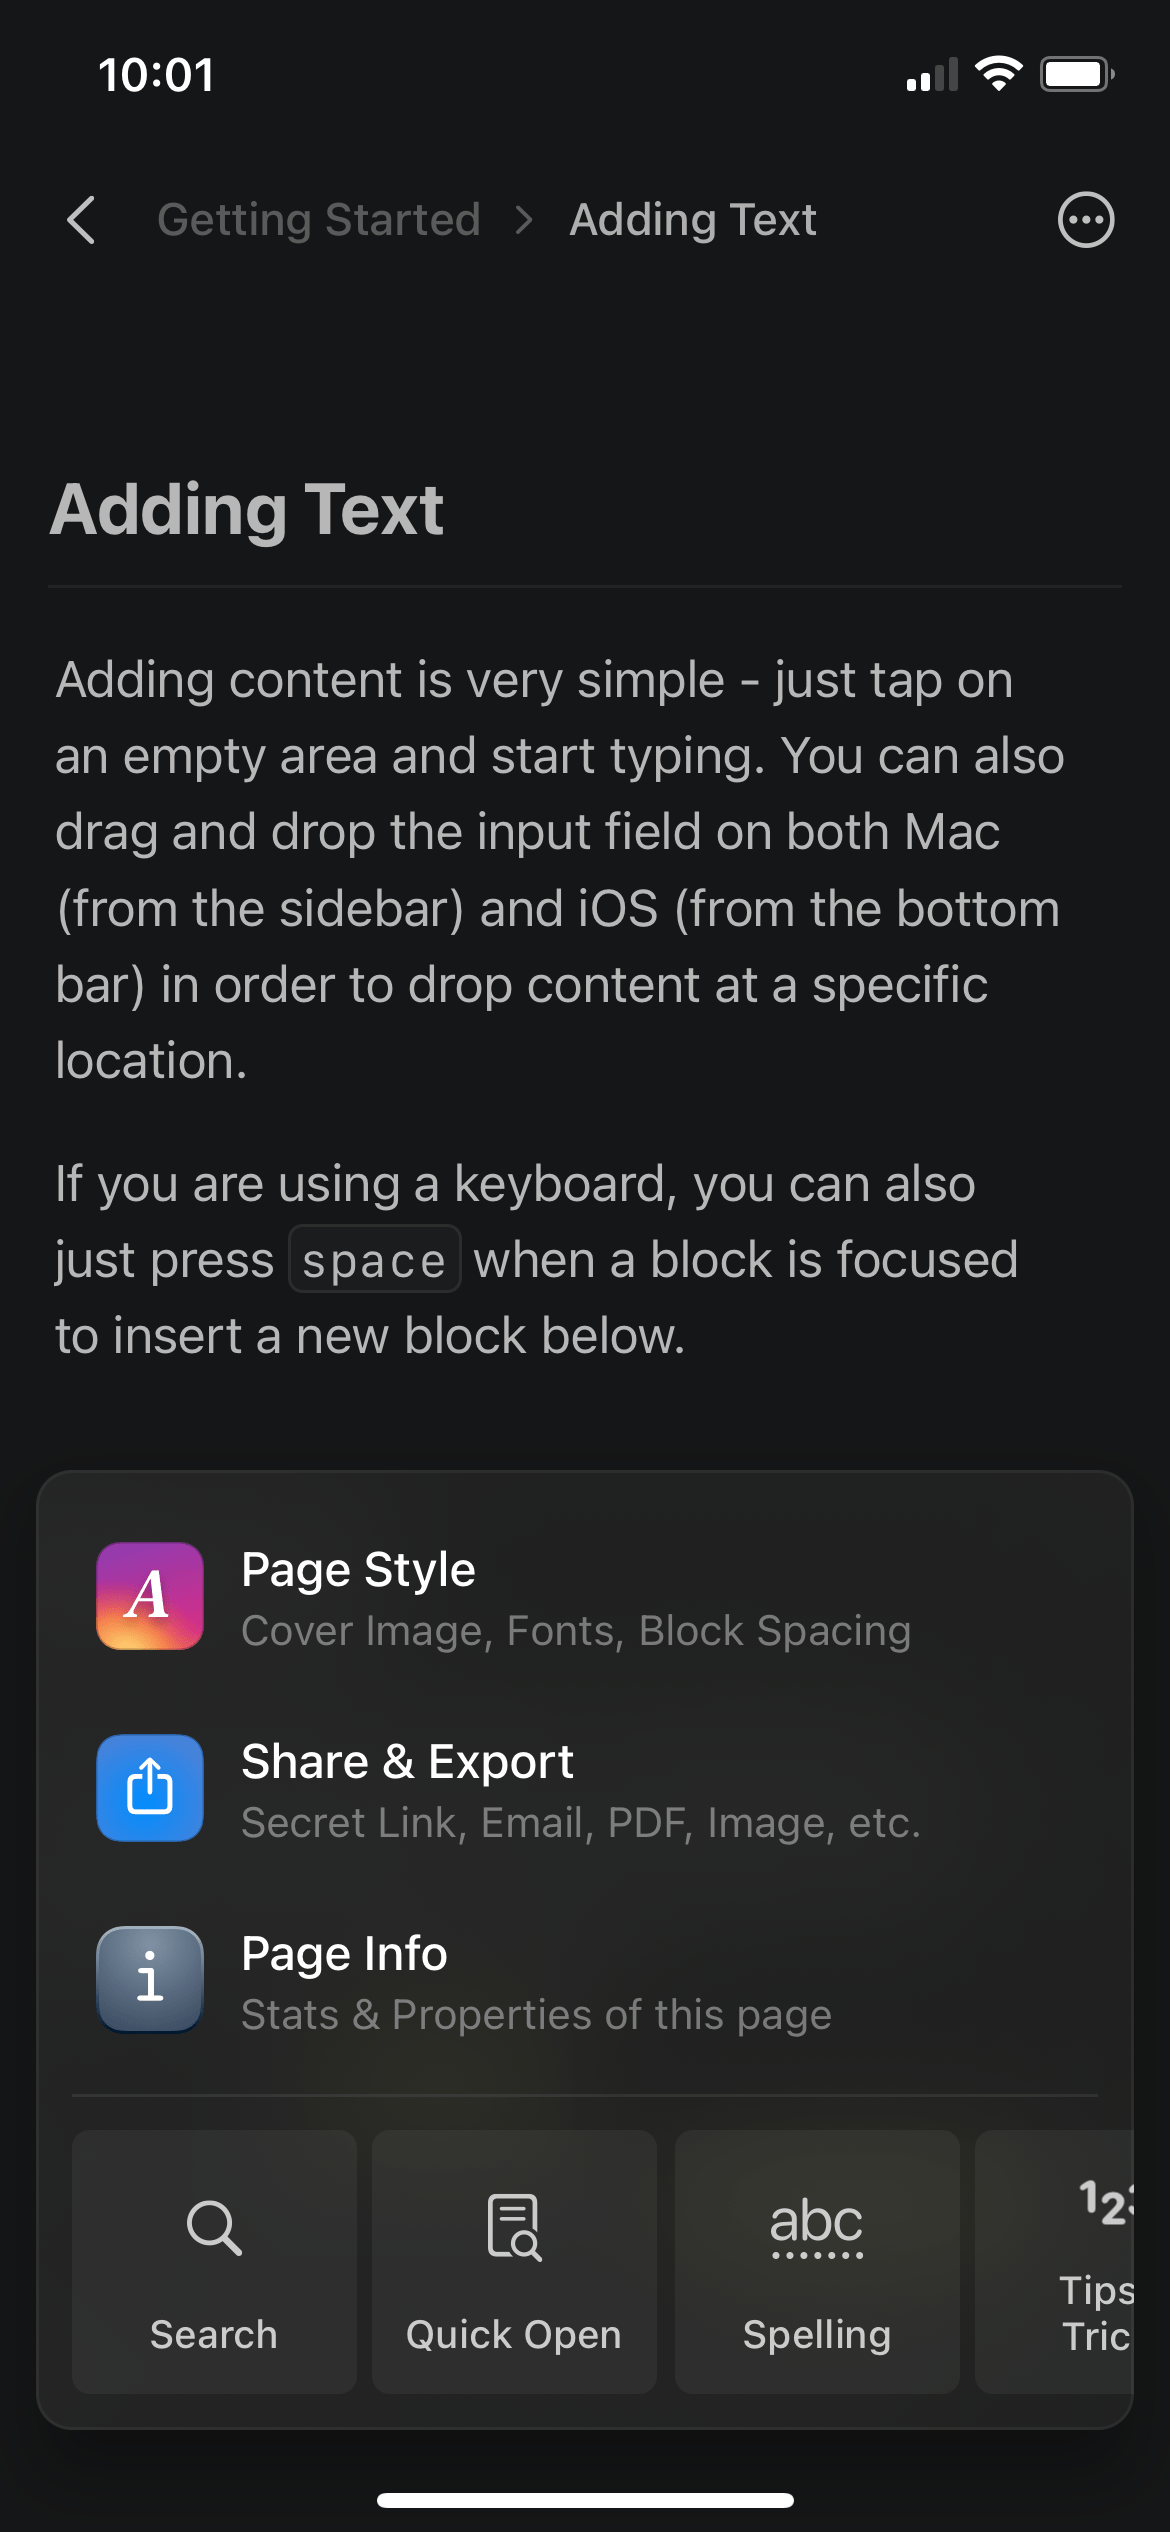 10:01
Getting Started > Adding Text
Adding Text
Adding content is very simple - just tap on
an empty area and start typing. You can also
drag and drop the input field on both Mac
(from the sidebar) and iOS (from the bottom
bar) in order to drop content at a specific
location.
If you are using a keyboard, you can also
just press space when a block is focused
to insert a new block below.
A
Page Style
Cover Image, Fonts, Block Spacing
Share & Export
Secret Link, Email, PDF, Image, etc.
i
Page Info
Stats & Properties of this page
Search
Quick Open
abc
Spelling
12
Tips
Tric